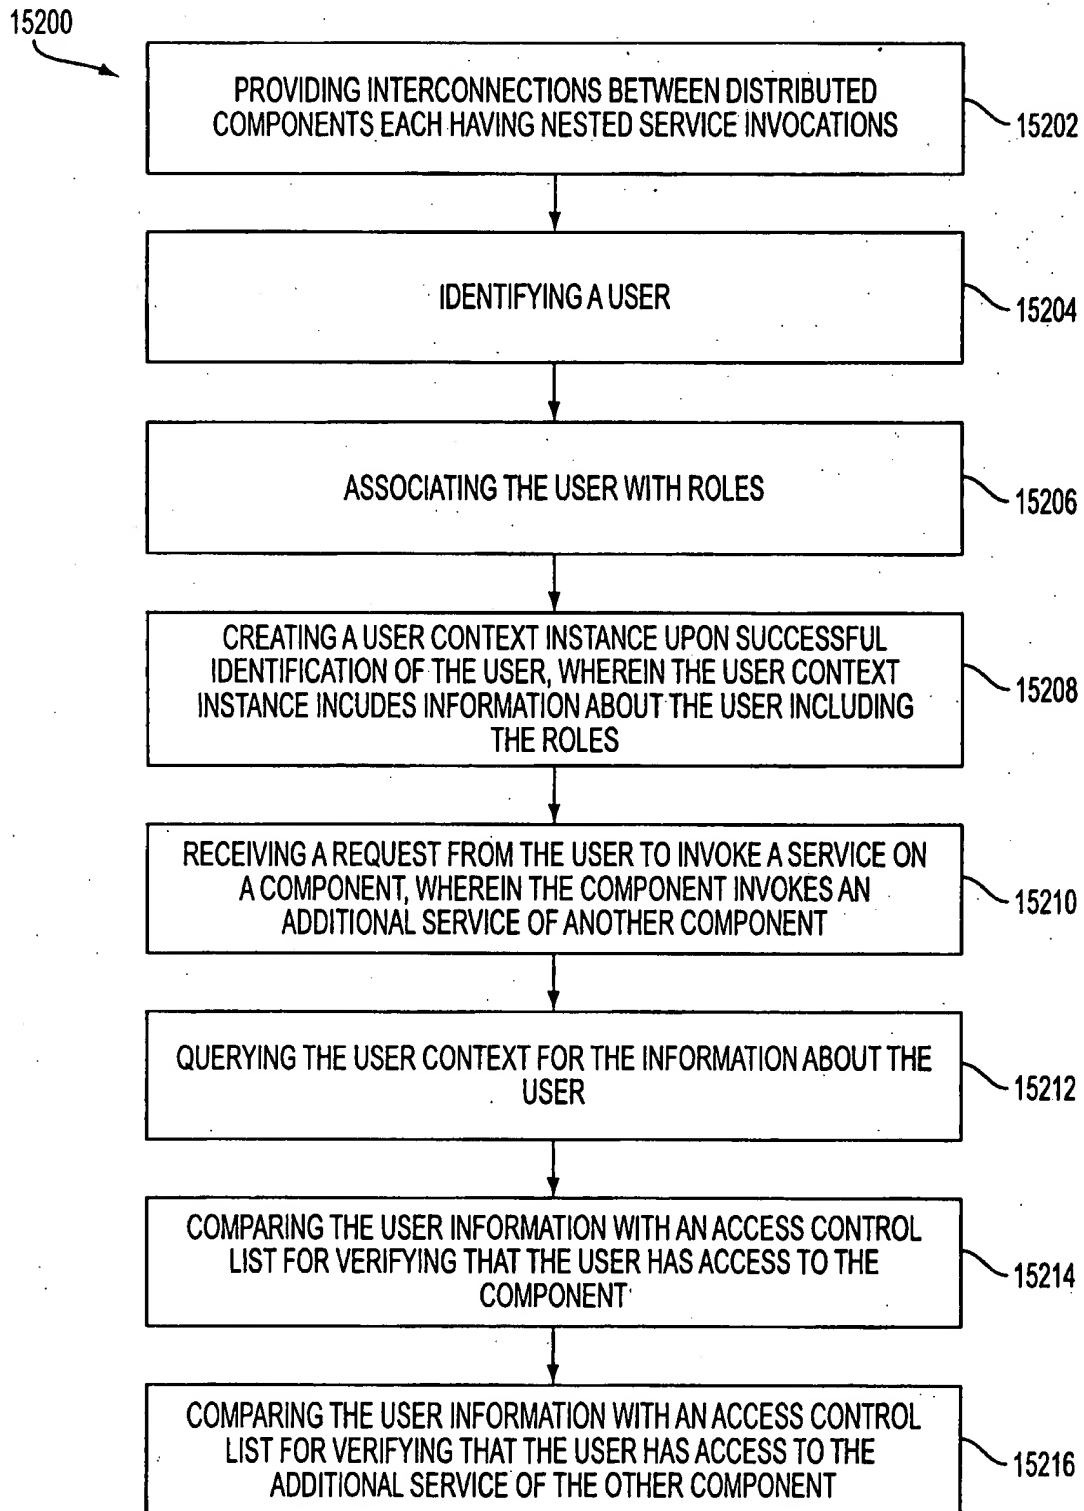 15200
PROVIDING INTERCONNECTIONS BETWEEN DISTRIBUTED
COMPONENTS EACH HAVING NESTED SERVICE INVOCATIONS
15202
IDENTIFYING A USER
15204
ASSOCIATING THE USER WITH ROLES
15206
CREATING A USER CONTEXT INSTANCE UPON SUCCESSFUL
IDENTIFICATION OF THE USER, WHEREIN THE USER CONTEXT
INSTANCE INCUDES INFORMATION ABOUT THE USER INCLUDING
THE ROLES
15208
RECEIVING A REQUEST FROM THE USER TO INVOKE A SERVICE ON
A COMPONENT, WHEREIN THE COMPONENT INVOKES AN
ADDITIONAL SERVICE OF ANOTHER COMPONENT
15210
QUERYING THE USER CONTEXT FOR THE INFORMATION ABOUT THE
USER
15212
COMPARING THE USER INFORMATION WITH AN ACCESS CONTROL
LIST FOR VERIFYING THAT THE USER HAS ACCESS TO THE
COMPONENT
15214
COMPARING THE USER INFORMATION WITH AN ACCESS CONTROL
LIST FOR VERIFYING THAT THE USER HAS ACCESS TO THE
ADDITIONAL SERVICE OF THE OTHER COMPONENT
15216